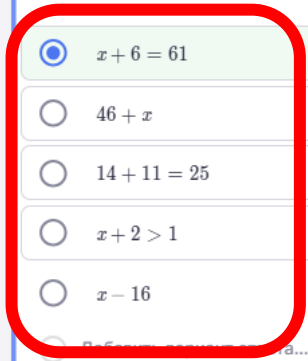 x + 6 = 61
46 + x
14 + 11 = 25
x + 2 > 1
x − 16